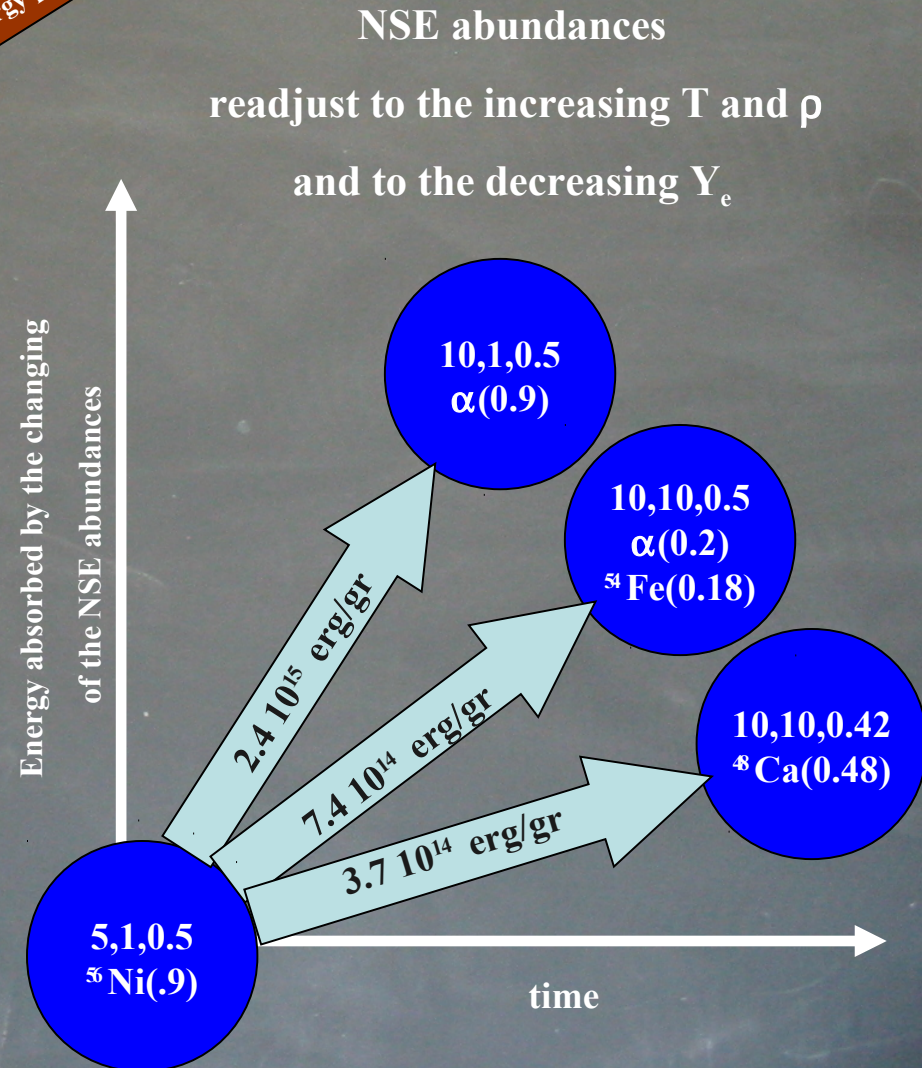 NSE abundances
readjust to the increasing T and ρ
and to the decreasing Yₑ
Energy absorbed by the changing
of the NSE abundances
10,1,0.5
α(0.9)
10,10,0.5
α(0.2)
⁵⁴Fe(0.18)
10,10,0.42
⁴⁸Ca(0.48)
2.4 10¹⁵ erg/gr
7.4 10¹⁴ erg/gr
3.7 10¹⁴ erg/gr
5,1,0.5
⁵⁶Ni(.9)
time